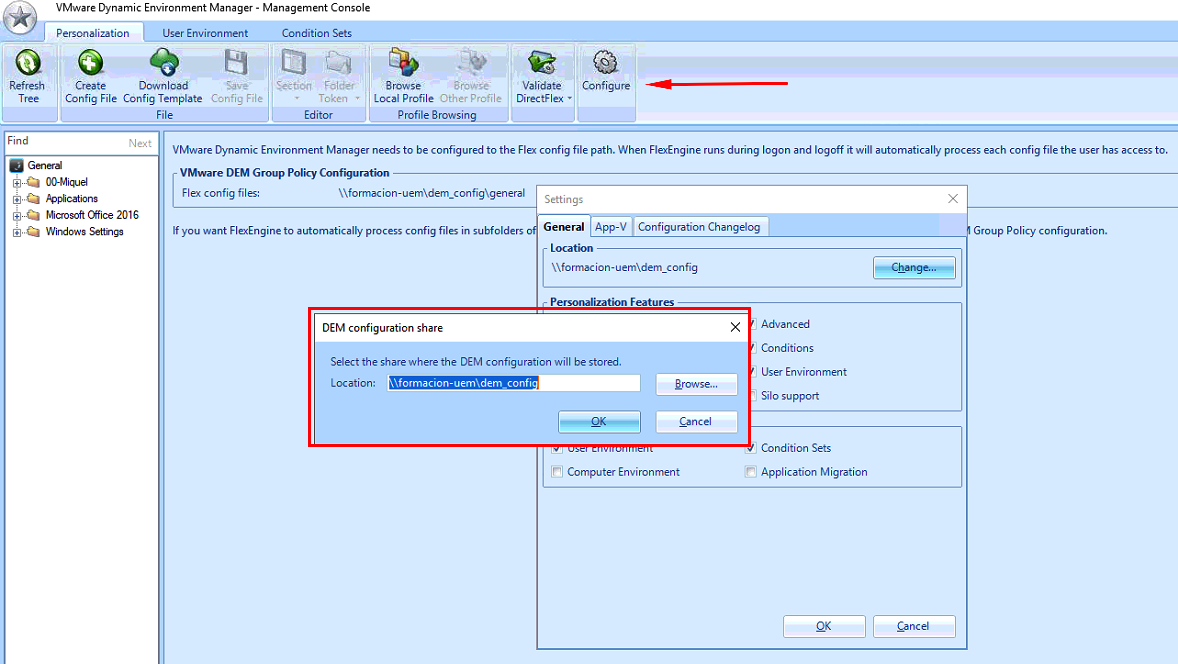 VMware Dynamic Environment Manager - Management Console
Personalization User Environment Condition Sets
Refresh Tree
Create Config File
Download Config Template
Save Config File
File
Section
Folder Token
Editor
Browse Local Profile
Browse Other Profile
Profile Browsing
Validate DirectFlex
Configure
Find Next
General
00-Miquel
Applications
Microsoft Office 2016
Windows Settings
VMware Dynamic Environment Manager needs to be configured to the Flex config file path. When FlexEngine runs during logon and logoff it will automatically process each config file the user has access to.
VMware DEM Group Policy Configuration
Flex config files: \\formacion-uem\dem_config\general
If you want FlexEngine to automatically process config files in subfolders of
Group Policy configuration.
Settings
General App-V Configuration Changelog
Location
\\formacion-uem\dem_config Change...
Personalization Features
Advanced
Conditions
User Environment
Silo support
DEM configuration share
Select the share where the DEM configuration will be stored.
Location: \\formacion-uem\dem_config Browse...
OK Cancel
User Environment Condition Sets
Computer Environment Application Migration
OK Cancel